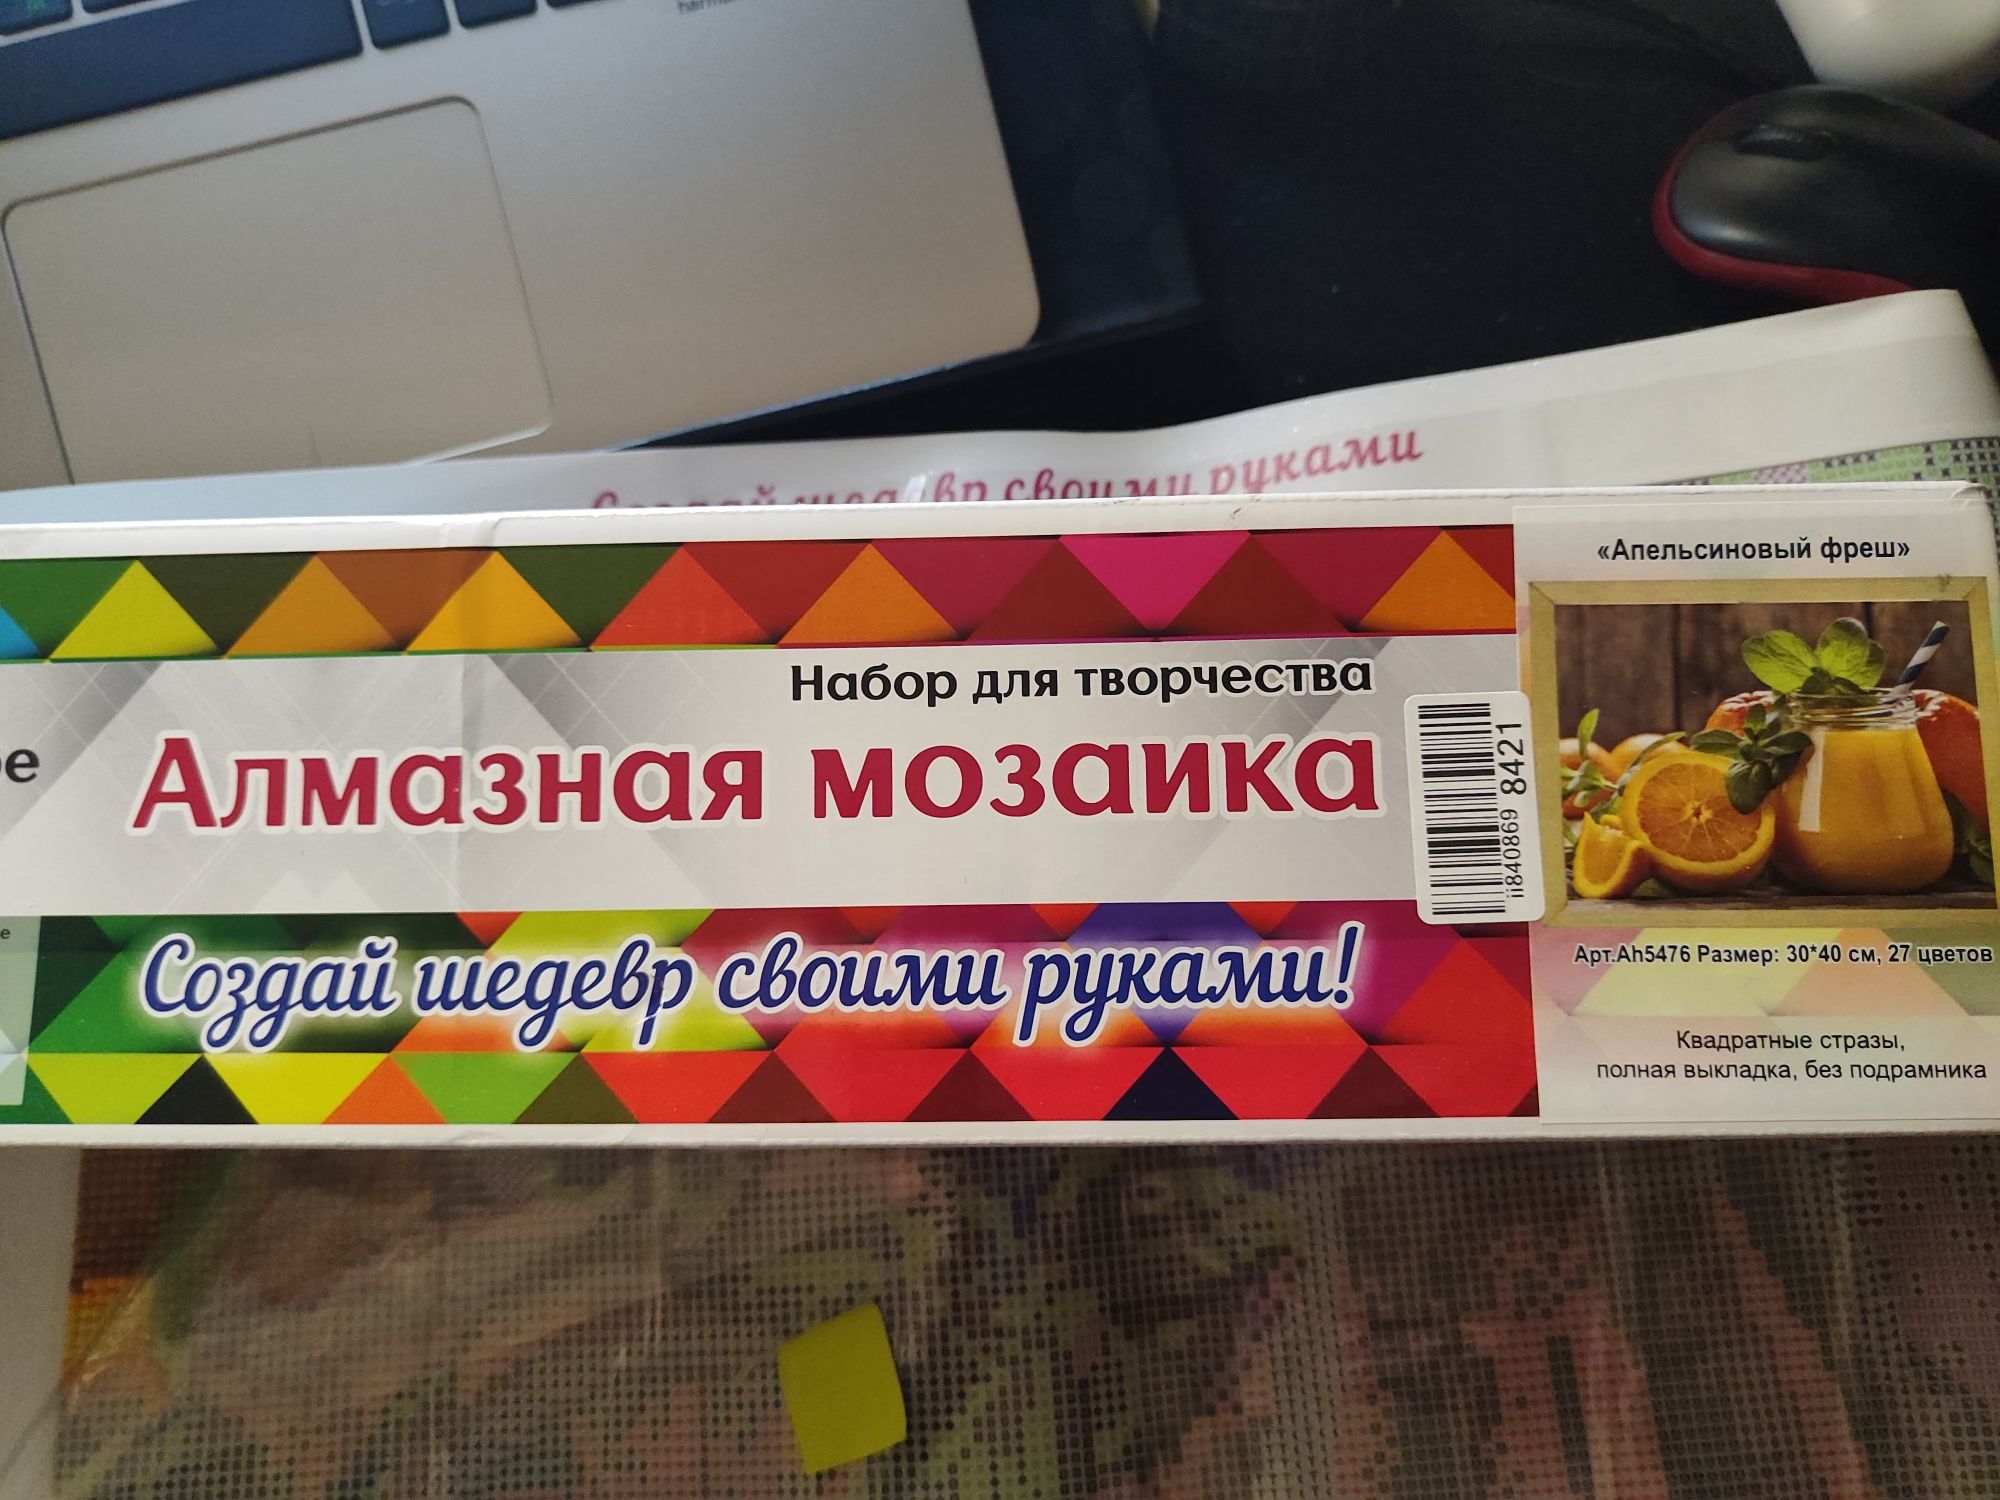 Создай шедевр своими руками
«Апельсиновый фреш»
Набор для творчества
Алмазная мозаика
ii840869 8421
Создай шедевр своими руками!
Арт.Ah5476 Размер: 30*40 см, 27 цветов
Квадратные стразы,
полная выкладка, без подрамника